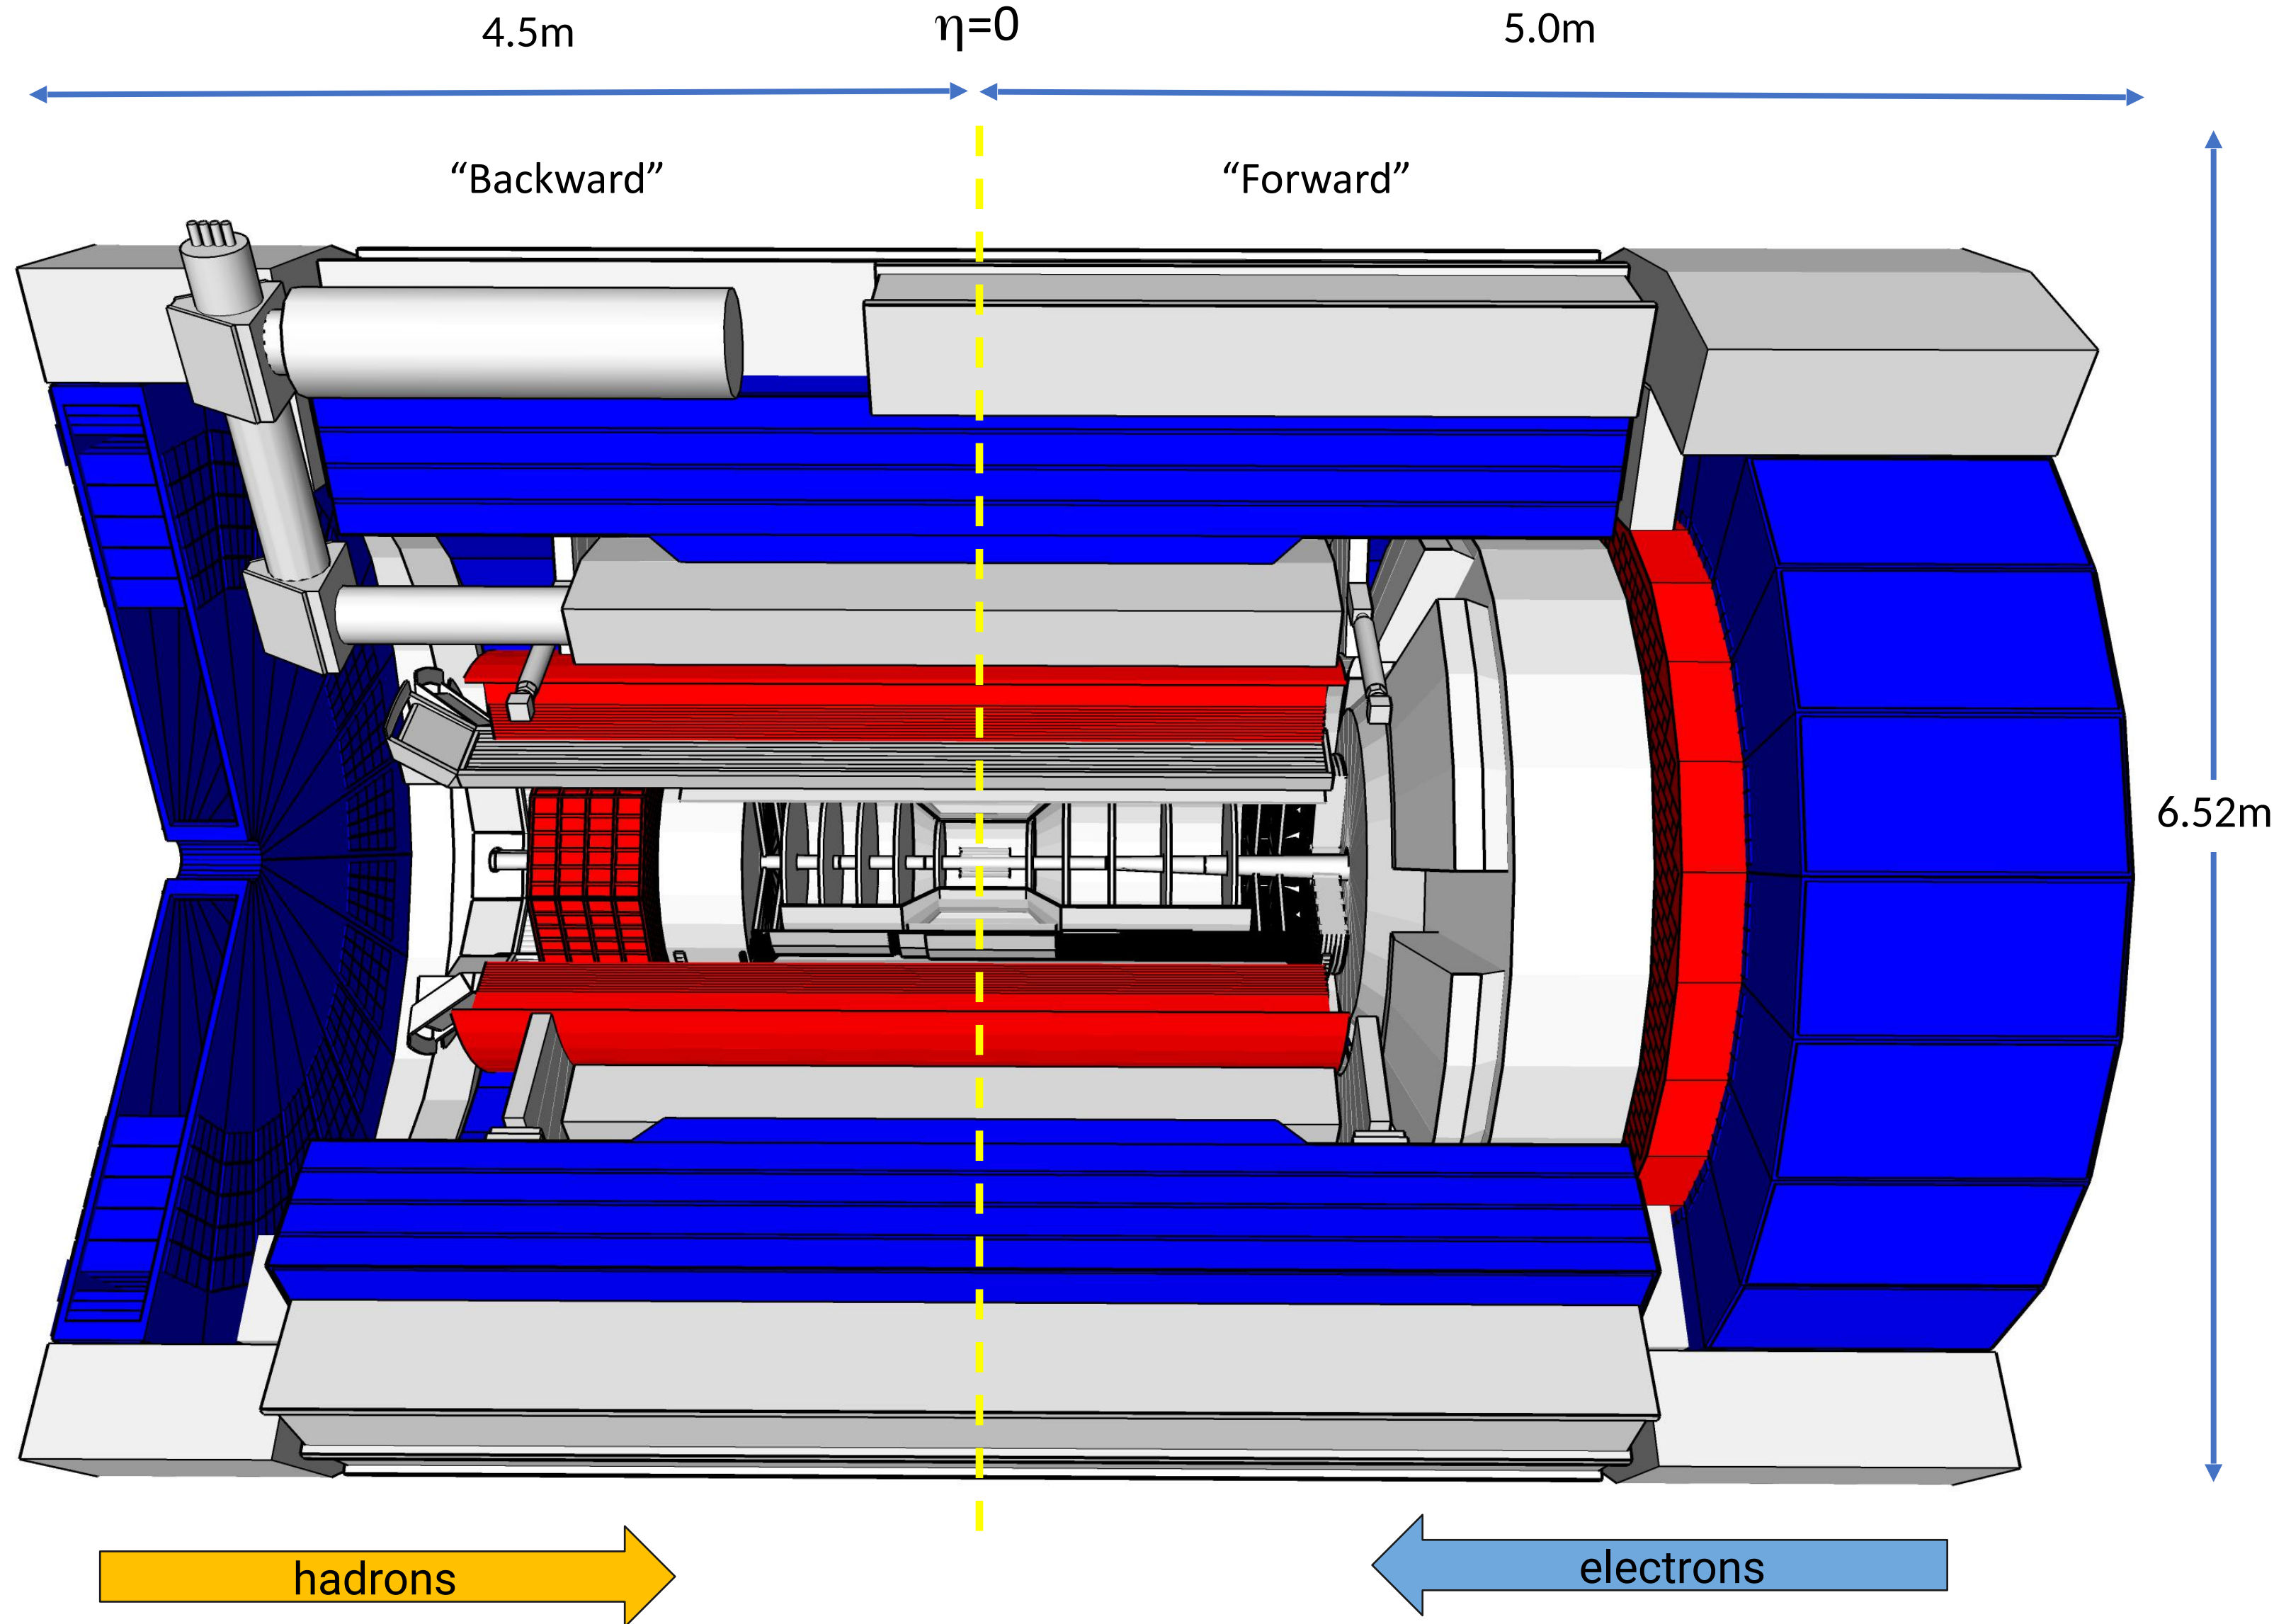 4.5m
η=0
5.0m
“Backward”
“Forward”
6.52m
hadrons
electrons